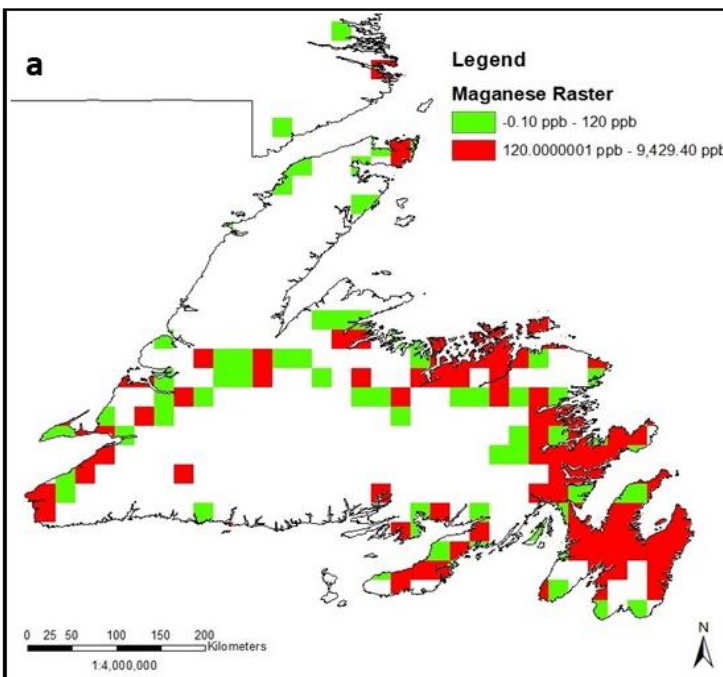 a
Legend
Maganese Raster
-0.10 ppb - 120 ppb
120.0000001 ppb - 9,429.40 ppb
N
0 25 50 100 150 200
Kilometers
1:4,000,000